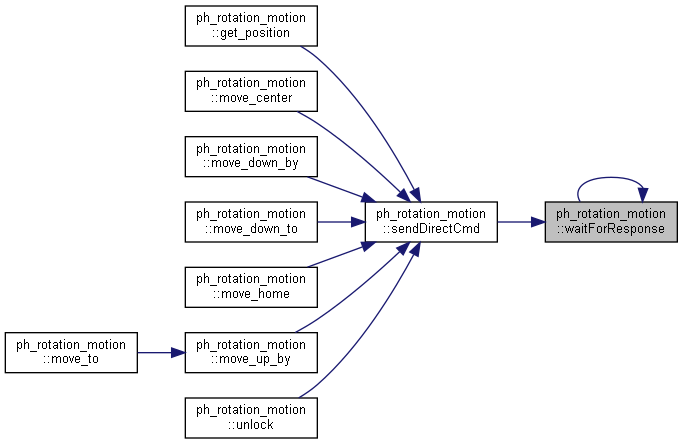 ph_rotation_motion
::get_position
ph_rotation_motion
::move_center
ph_rotation_motion
::move_down_by
ph_rotation_motion
::move_down_to
ph_rotation_motion
::sendDirectCmd
ph_rotation_motion
::waitForResponse
ph_rotation_motion
::move_home
ph_rotation_motion
::move_to
ph_rotation_motion
::move_up_by
ph_rotation_motion
::unlock